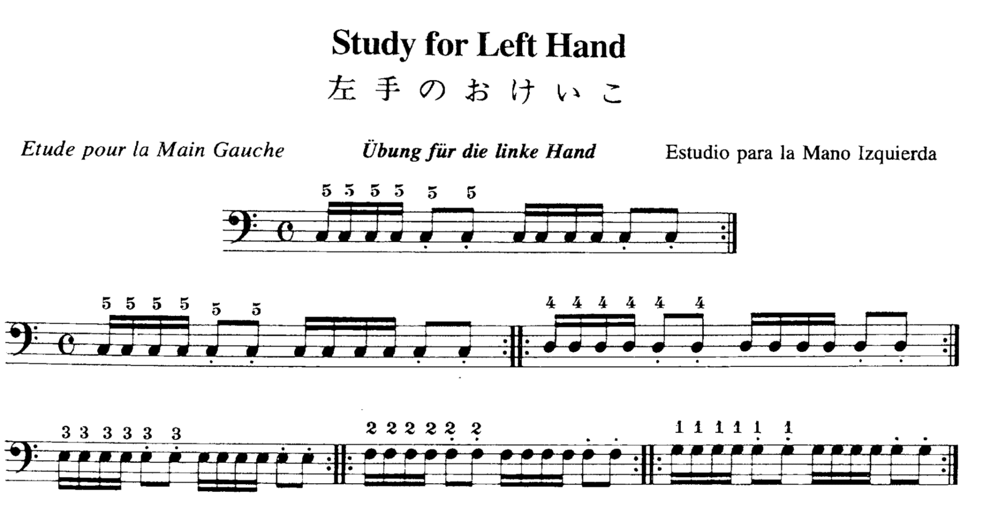 Study for Left Hand
左手のおけいこ
Etude pour la Main Gauche Übung für die linke Hand Estudio para la Mano Izquierda
5 5 5 5 5 5
5 5 5 5 5 5 4 4 4 4 4 4
3 3 3 3 3 3 2 2 2 2 2 2 1 1 1 1 1 1